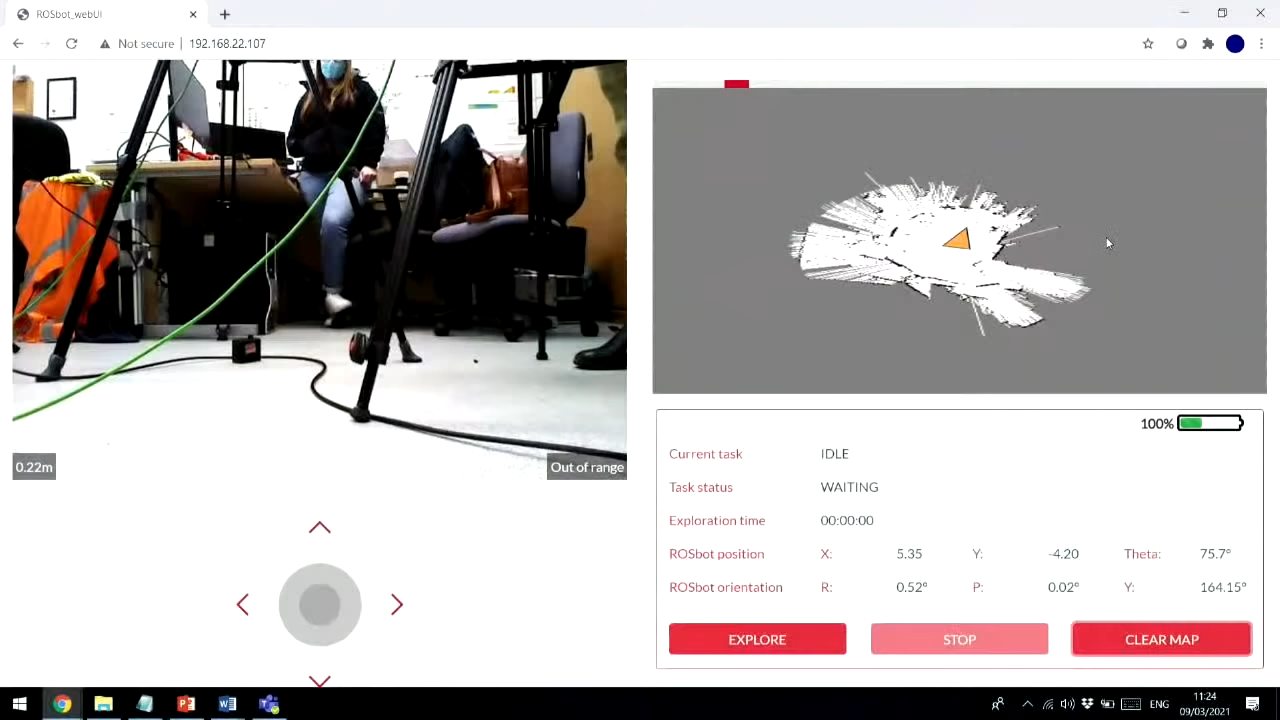 ROSbot_webUI
Not secure 192.168.22.107
0.22m
Out of range
100%
Current task IDLE
Task status WAITING
Exploration time 00:00:00
ROSbot position X: 5.35 Y: -4.20 Theta: 75.7°
ROSbot orientation R: 0.52° P: 0.02° Y: 164.15°
EXPLORE STOP CLEAR MAP
ENG
11:24
09/03/2021